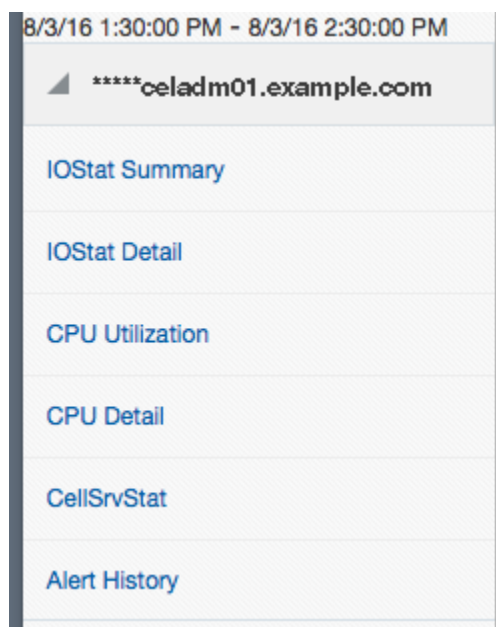 8/3/16 1:30:00 PM - 8/3/16 2:30:00 PM
*****celadm01.example.com
IOStat Summary
IOStat Detail
CPU Utilization
CPU Detail
CellSrvStat
Alert History